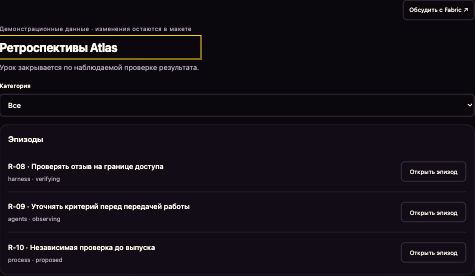 Обсудить с Fabric ↗
Демонстрационные данные · изменения остаются в макете
Ретроспективы Atlas
Урок закрывается по наблюдаемой проверке результата.
Категория
Все
Эпизоды
R-08 · Проверять отзыв на границе доступа
harness · verifying
Открыть эпизод
R-09 · Уточнять критерий перед передачей работы
agents · observing
Открыть эпизод
R-10 · Независимая проверка до выпуска
process · proposed
Открыть эпизод